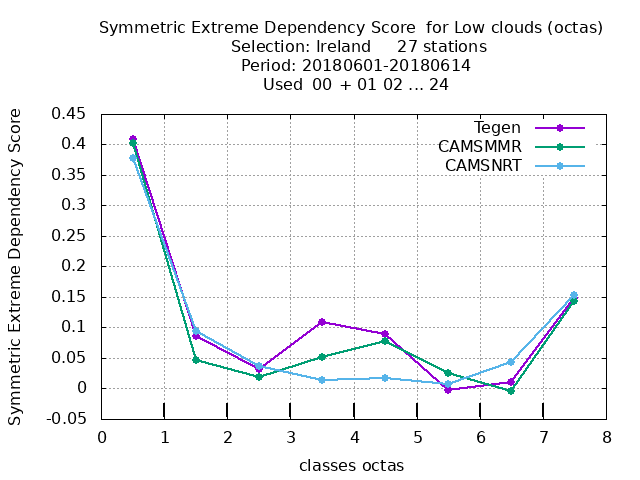 Symmetric Extreme Dependency Score  for Low clouds (octas)
Selection: Ireland     27 stations
Period: 20180601-20180614
Used  00 + 01 02 ... 24
Symmetric Extreme Dependency Score
0.45
0.4
0.35
0.3
0.25
0.2
0.15
0.1
0.05
0
-0.05
Tegen
CAMSMMR
CAMSNRT
0 1 2 3 4 5 6 7 8
classes octas